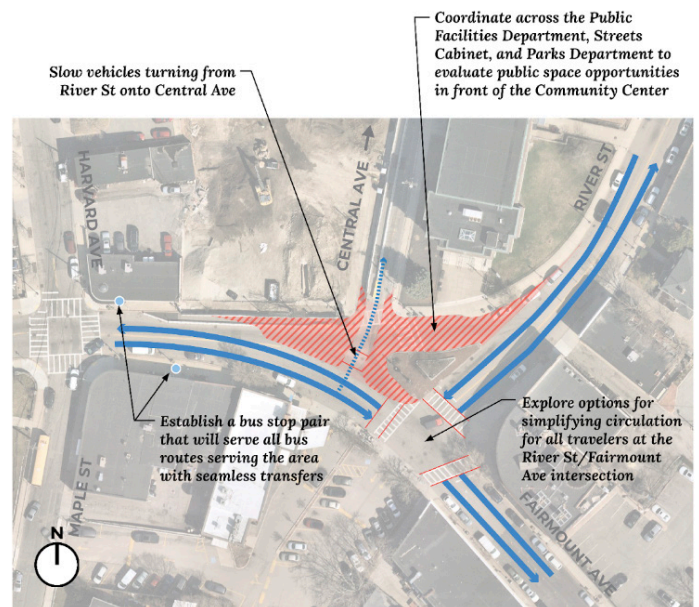 Coordinate across the Public
Facilities Department, Streets
Cabinet, and Parks Department to
evaluate public space opportunities
in front of the Community Center
Slow vehicles turning from
River St onto Central Ave
HARVARD AVE
CENTRAL AVE
RIVER ST
Establish a bus stop pair
that will serve all bus
routes serving the area
with seamless transfers
Explore options for
simplifying circulation
for all travelers at the
River St/Fairmount
Ave intersection
MAPLE ST
FAIRMOUNT AVE
N